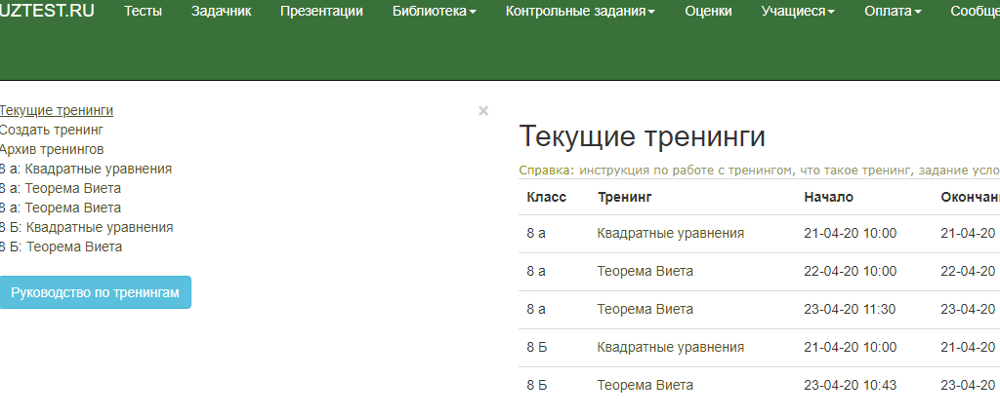 UZTEST.RU Тесты Задачник Презентации Библиотека Контрольные задания Оценки Учащиеся Оплата Сообще
Текущие тренинги
Создать тренинг
Архив тренингов
8 а: Квадратные уравнения
8 а: Теорема Виета
8 а: Теорема Виета
8 Б: Квадратные уравнения
8 Б: Теорема Виета
Руководство по тренингам
×
Текущие тренинги
Справка: инструкция по работе с тренингом, что такое тренинг, задание усло
Класс Тренинг Начало Окончан
8 а Квадратные уравнения 21-04-20 10:00 21-04-20
8 а Теорема Виета 22-04-20 10:00 22-04-20
8 а Теорема Виета 23-04-20 11:30 23-04-20
8 Б Квадратные уравнения 21-04-20 10:00 21-04-20
8 Б Теорема Виета 23-04-20 10:43 23-04-20